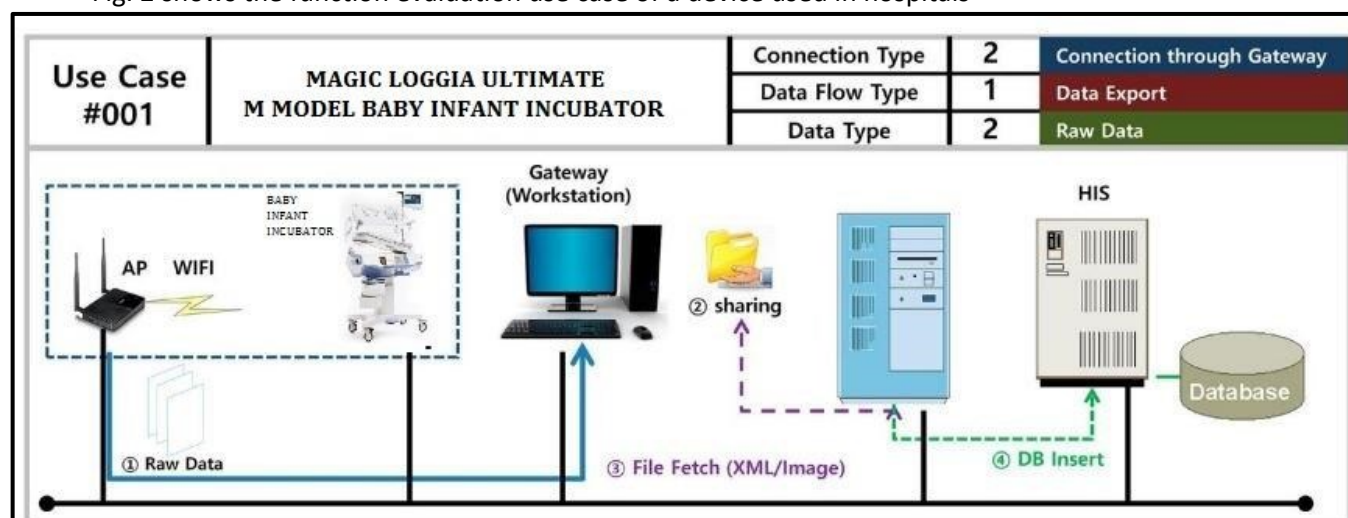 Fig. 1 shows the function evaluation use case of a device used in hospitals
Use Case
#001
MAGIC LOGGIA ULTIMATE
M MODEL BABY INFANT INCUBATOR
Connection Type 2 Connection through Gateway
Data Flow Type 1 Data Export
Data Type 2 Raw Data
BABY
INFANT
INCUBATOR
AP WIFI
Gateway
(Workstation)
② sharing
HIS
Database
① Raw Data
③ File Fetch (XML/Image)
④ DB Insert